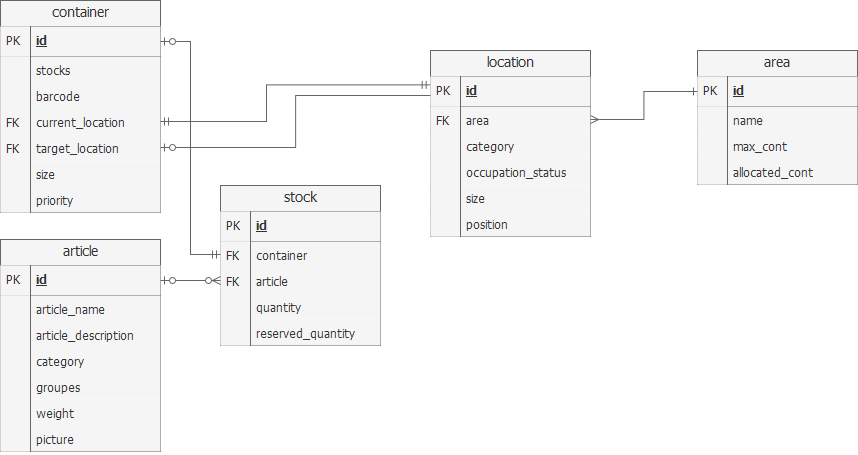 container
PK id
stocks
barcode
FK current_location
FK target_location
size
priority
article
PK id
article_name
article_description
category
groupes
weight
picture
stock
PK id
FK container
FK article
quantity
reserved_quantity
location
PK id
FK area
category
occupation_status
size
position
area
PK id
name
max_cont
allocated_cont